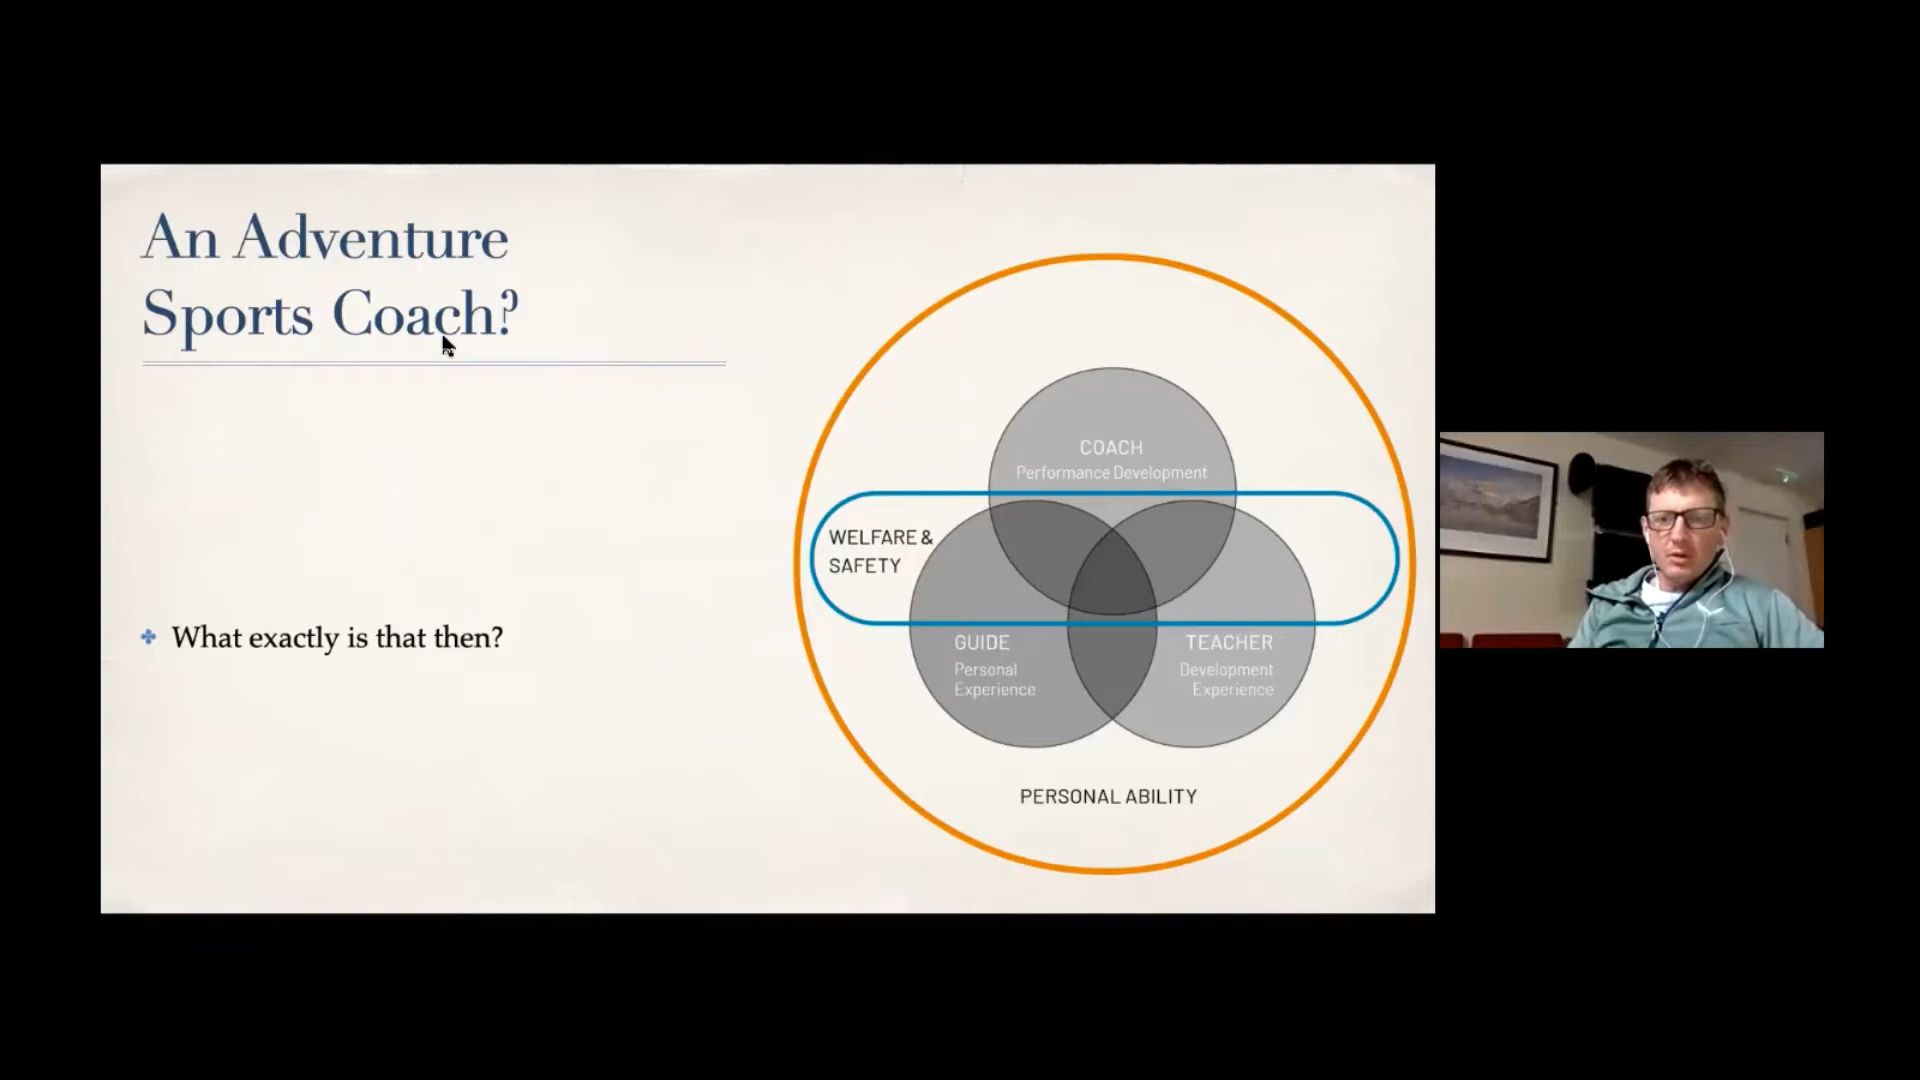 An Adventure
Sports Coach?
What exactly is that then?
COACH
Performance Development
WELFARE &
SAFETY
GUIDE
Personal
Experience
TEACHER
Development
Experience
PERSONAL ABILITY